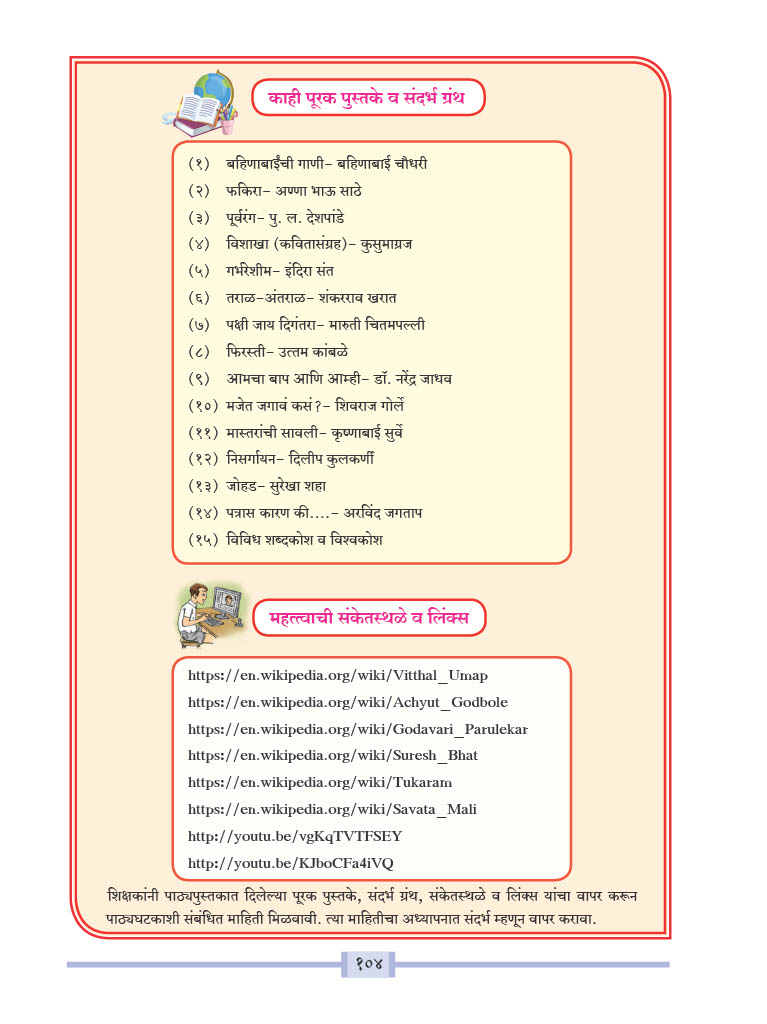 काही पूरक पुस्तके व संदर्भ ग्रंथ
(१) बहिणाबाईंची गाणी- बहिणाबाई चौधरी
(२) फकिरा- अण्णा भाऊ साठे
(३) पूर्वरंग- पु. ल. देशपांडे
(४) विशाखा (कवितासंग्रह)- कुसुमाग्रज
(५) गर्भरेशीम- इंदिरा संत
(६) तराळ-अंतराळ- शंकरराव खरात
(७) पक्षी जाय दिगंतरा- मारुती चितमपल्ली
(८) फिरस्ती- उत्तम कांबळे
(९) आमचा बाप आणि आम्ही- डॉ. नरेंद्र जाधव
(१०) मजेत जगावं कसं?- शिवराज गोर्ले
(११) मास्तरांची सावली- कृष्णाबाई सुर्वे
(१२) निसर्गायन- दिलीप कुलकर्णी
(१३) जोहड- सुरेखा शहा
(१४) पत्रास कारण की....- अरविंद जगताप
(१५) विविध शब्दकोश व विश्वकोश
महत्त्वाची संकेतस्थळे व लिंक्स
https://en.wikipedia.org/wiki/Vitthal_Umap
https://en.wikipedia.org/wiki/Achyut_Godbole
https://en.wikipedia.org/wiki/Godavari_Parulekar
https://en.wikipedia.org/wiki/Suresh_Bhat
https://en.wikipedia.org/wiki/Tukaram
https://en.wikipedia.org/wiki/Savata_Mali
http://youtu.be/vgKqTVTFSEY
http://youtu.be/KJboCFa4iVQ
शिक्षकांनी पाठ्यपुस्तकात दिलेल्या पूरक पुस्तके, संदर्भ ग्रंथ, संकेतस्थळे व लिंक्स यांचा वापर करून
पाठ्यघटकाशी संबंधित माहिती मिळवावी. त्या माहितीचा अध्यापनात संदर्भ म्हणून वापर करावा.
१०४